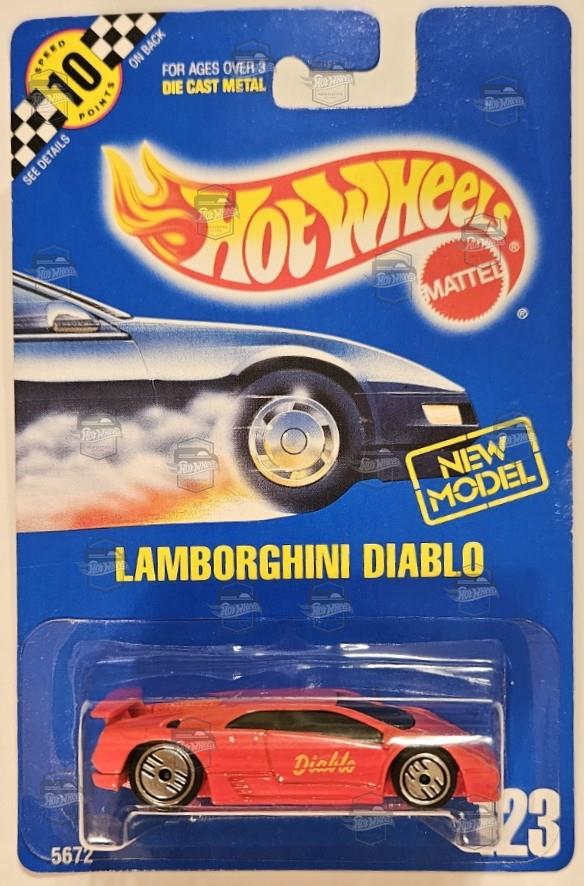 SPEED
10
POINTS
ON BACK
SEE DETAILS
FOR AGES OVER 3
DIE CAST METAL
HOT WHEELS
®
MATTEL
®
NEW
MODEL
LAMBORGHINI DIABLO
Diablo
5672
23